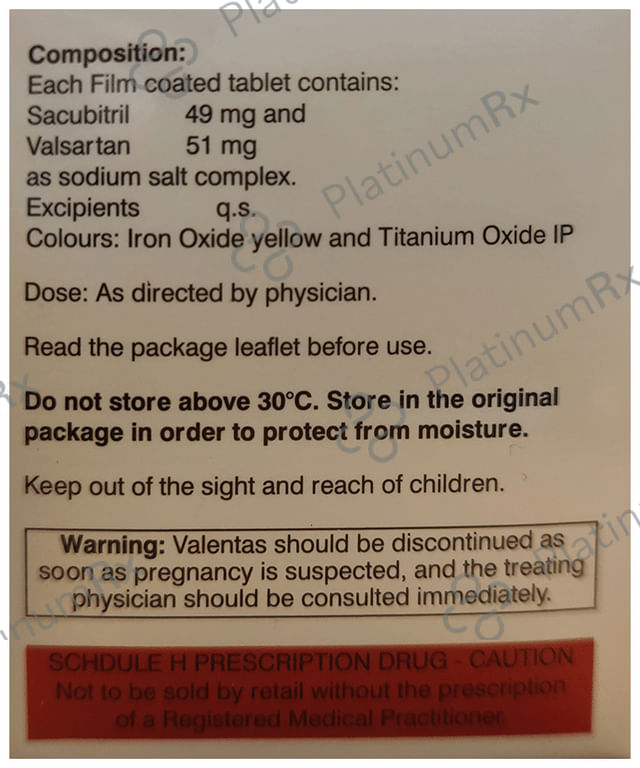 Composition:
Each Film coated tablet contains:
Sacubitril 49 mg and
Valsartan 51 mg
as sodium salt complex.
Excipients q.s.
Colours: Iron Oxide yellow and Titanium Oxide IP
Dose: As directed by physician.
Read the package leaflet before use.
Do not store above 30°C. Store in the original
package in order to protect from moisture.
Keep out of the sight and reach of children.
Warning: Valentas should be discontinued as
soon as pregnancy is suspected, and the treating
physician should be consulted immediately.
SCHDULE H PRESCRIPTION DRUG - CAUTION
Not to be sold by retail without the prescription
of a Registered Medical Practitioner.
PlatinumRx
PlatinumRx